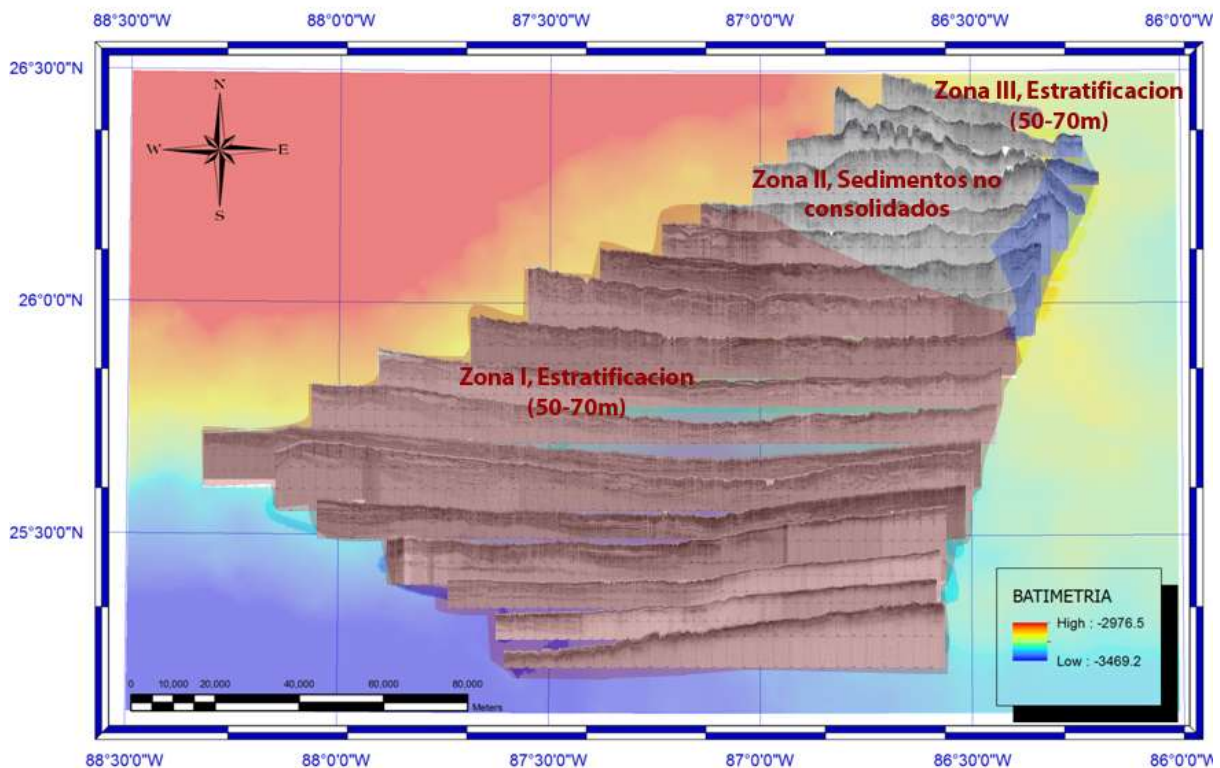 88°30'0"W 88°0'0"W 87°30'0"W 87°0'0"W 86°30'0"W 86°0'0"W
26°30'0"N
N
W E
S
Zona III, Estratificacion
(50-70m)
Zona II, Sedimentos no
consolidados
26°0'0"N
Zona I, Estratificacion
(50-70m)
25°30'0"N
BATIMETRIA
High : -2976.5
Low : -3469.2
0 10,000 20,000 40,000 60,000 80,000
Meters
88°30'0"W 88°0'0"W 87°30'0"W 87°0'0"W 86°30'0"W 86°0'0"W